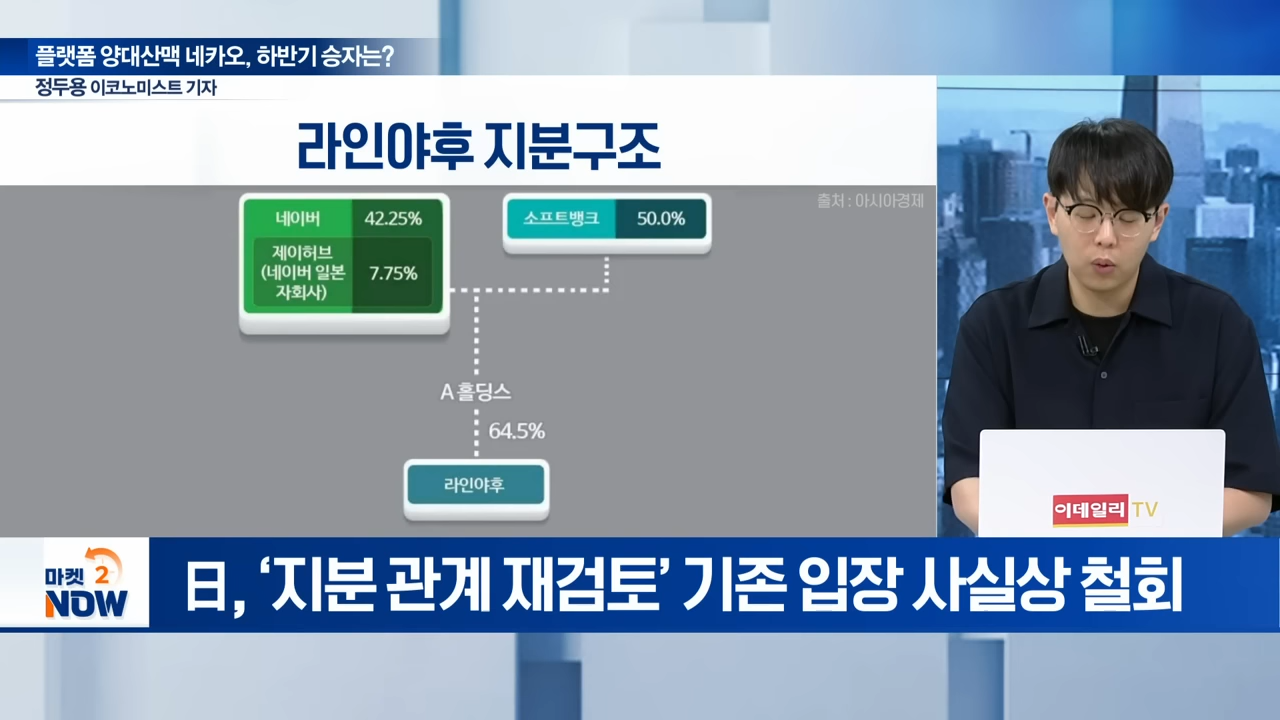 플랫폼 양대산맥 네카오, 하반기 승자는?
정두용 이코노미스트 기자
라인야후 지분구조
출처 : 아시아경제
네이버 42.25%
제이허브
(네이버 일본
자회사)
7.75%
소프트뱅크 50.0%
A 홀딩스
64.5%
라인야후
이데일리 TV
마켓 2
NOW
日, ‘지분 관계 재검토’ 기존 입장 사실상 철회